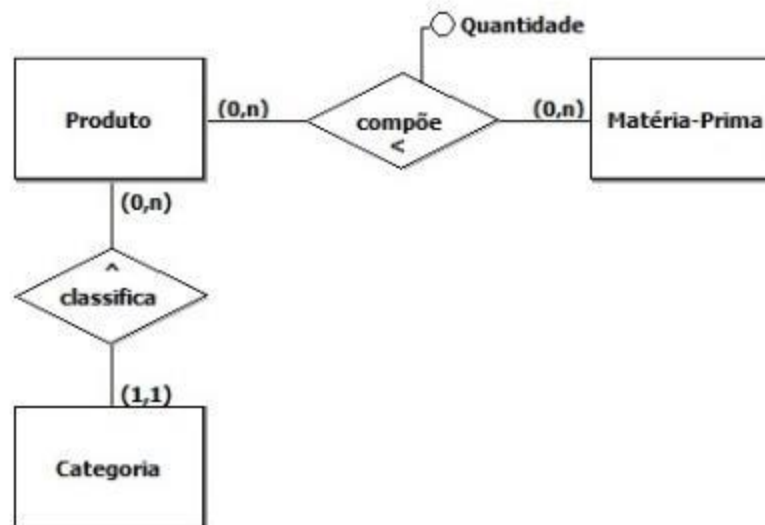 Quantidade
Produto
(0,n)
compõe
<
(0,n)
Matéria-Prima
(0,n)
^
classifica
(1,1)
Categoria